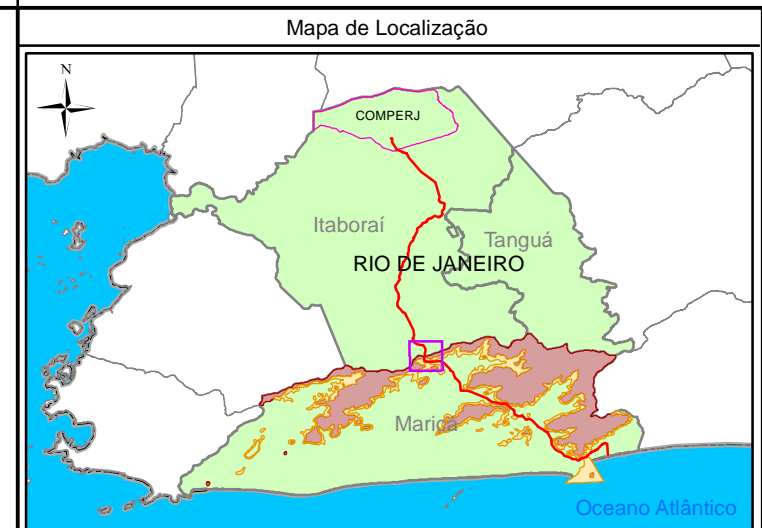 Mapa de Localização
N
COMPERJ
Itaboraí
Tanguá
RIO DE JANEIRO
Maricá
Oceano Atlântico